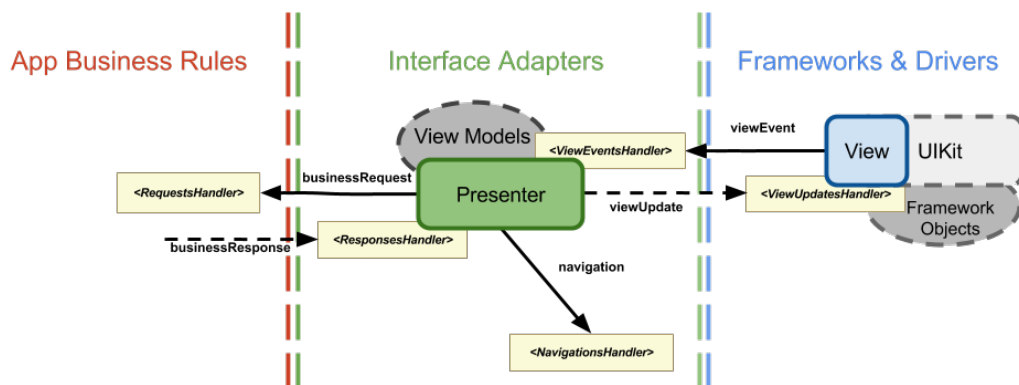 App Business Rules
Interface Adapters
Frameworks & Drivers
View Models
viewEvent
<ViewEventsHandler>
View
UIKit
businessRequest
<RequestsHandler>
Presenter
viewUpdate
<ViewUpdatesHandler>
Framework
Objects
businessResponse
<ResponsesHandler>
navigation
<NavigationsHandler>